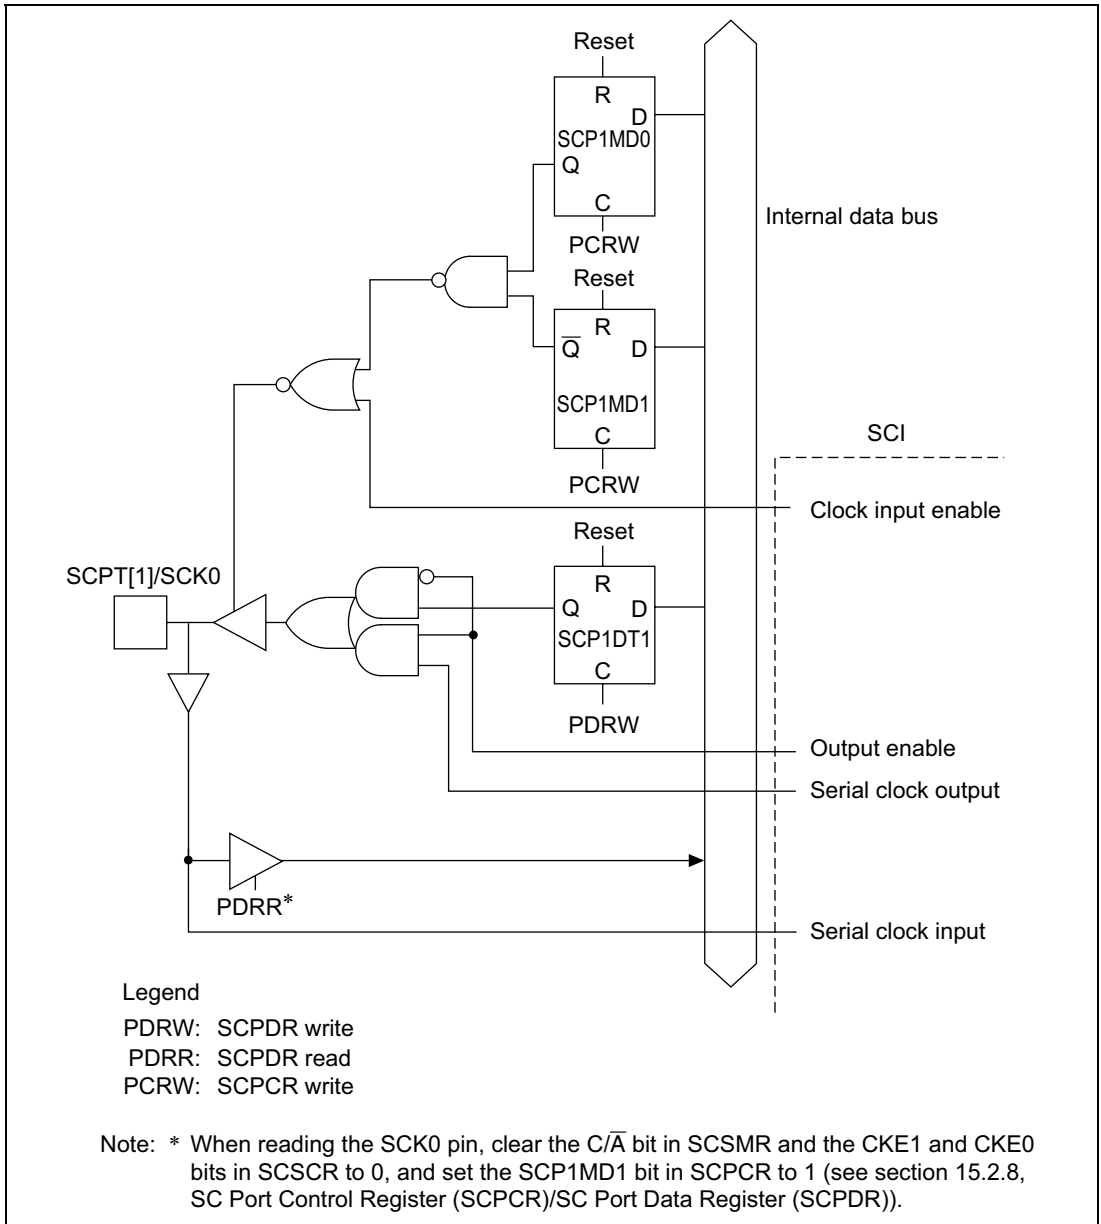 Reset
R
D
SCP1MD0
Q
C
PCRW
Internal data bus
Reset
R
Q̅ D
SCP1MD1
C
PCRW
SCI
Clock input enable
Reset
SCPT[1]/SCK0
R
Q D
SCP1DT1
C
PDRW
Output enable
Serial clock output
PDRR*
Serial clock input
Legend
PDRW: SCPDR write
PDRR: SCPDR read
PCRW: SCPCR write
Note: * When reading the SCK0 pin, clear the C/A̅ bit in SCSMR and the CKE1 and CKE0
bits in SCSCR to 0, and set the SCP1MD1 bit in SCPCR to 1 (see section 15.2.8,
SC Port Control Register (SCPCR)/SC Port Data Register (SCPDR)).